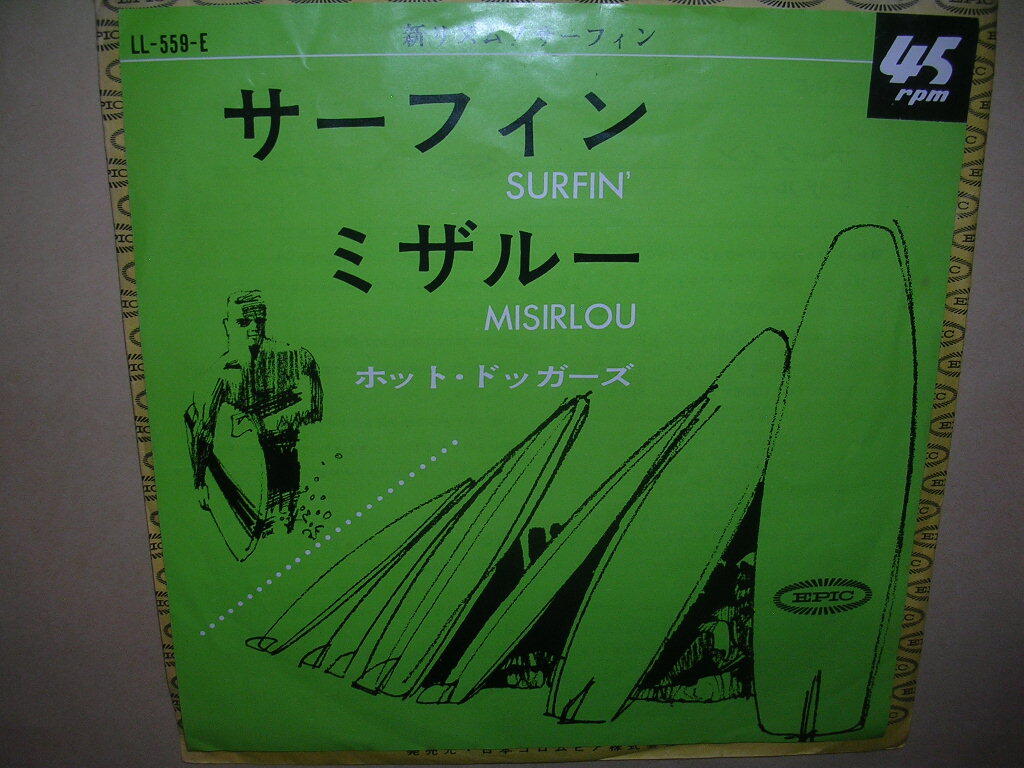 LL-559-E
新リズム!サーフィン
45
rpm
サーフィン
SURFIN'
ミザルー
MISIRLOU
ホット・ドッガーズ
EPIC
発売元・日本コロムビア株式